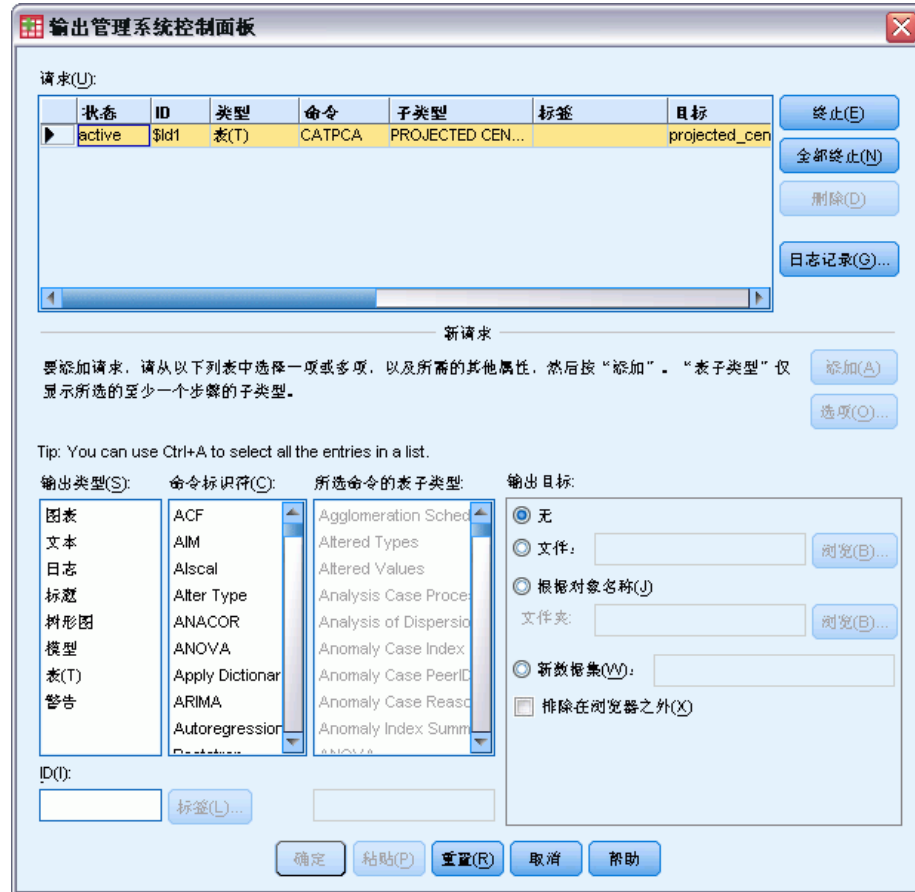 输出管理系统控制面板
请求(U):
状态 ID 类型 命令 子类型 标签 目标
active $Id1 表(T) CATPCA PROJECTED CEN... projected_cen
终止(E)
全部终止(N)
删除(D)
日志记录(G)...
新请求
要添加请求，请从以下列表中选择一项或多项，以及所需的其他属性，然后按“添加”。“表子类型”仅
显示所选的至少一个步骤的子类型。
添加(A)
选项(O)...
Tip: You can use Ctrl+A to select all the entries in a list.
输出类型(S): 命令标识符(C): 所选命令的表子类型: 输出目标:
图表 ACF Agglomeration Sched
文本 AIM Altered Types
日志 Alscal Altered Values
标题 Alter Type Analysis Case Proce
树形图 ANACOR Analysis of Dispersio
模型 ANOVA Anomaly Case Index
表(T) Apply Dictionar Anomaly Case PeerID
警告 ARIMA Anomaly Case Reaso
Autoregression Anomaly Index Summ
Bootstrap ANOVA
无
文件: 浏览(B)...
根据对象名称(J)
文件夹: 浏览(B)...
新数据集(W):
排除在浏览器之外(X)
ID(I):
标签(L)...
确定 粘贴(P) 重置(R) 取消 帮助